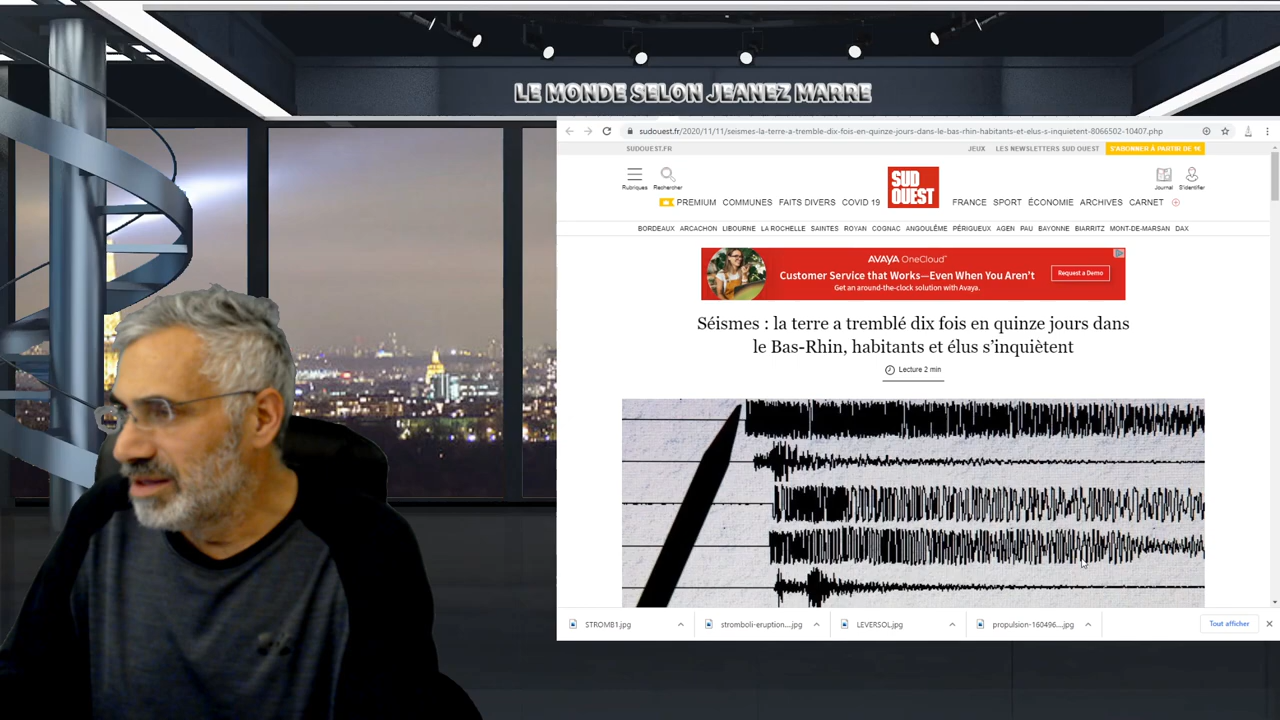 LE MONDE SELON JEANEZ MARRE
sudouest.fr/2020/11/11/seismes-la-terre-a-tremble-dix-fois-en-quinze-jours-dans-le-bas-rhin-habitants-et-elus-s-inquietent-8066502-10407.php
SUDOUEST.FR
JEUX LES NEWSLETTERS SUD OUEST S'ABONNER À PARTIR DE 1€
Rubriques Rechercher
SUD
OUEST
Journal S'identifier
PREMIUM COMMUNES FAITS DIVERS COVID 19 FRANCE SPORT ÉCONOMIE ARCHIVES CARNET
BORDEAUX ARCACHON LIBOURNE LA ROCHELLE SAINTES ROYAN COGNAC ANGOULÊME PÉRIGUEUX AGEN PAU BAYONNE BIARRITZ MONT-DE-MARSAN DAX
AVAYA OneCloud™
Customer Service that Works—Even When You Aren't
Get an around-the-clock solution with Avaya.
Request a Demo
Séismes : la terre a tremblé dix fois en quinze jours dans
le Bas-Rhin, habitants et élus s'inquiètent
Lecture 2 min
STROMB1.jpg stromboli-eruption....jpg LEVERSOL.jpg propulsion-160496....jpg Tout afficher